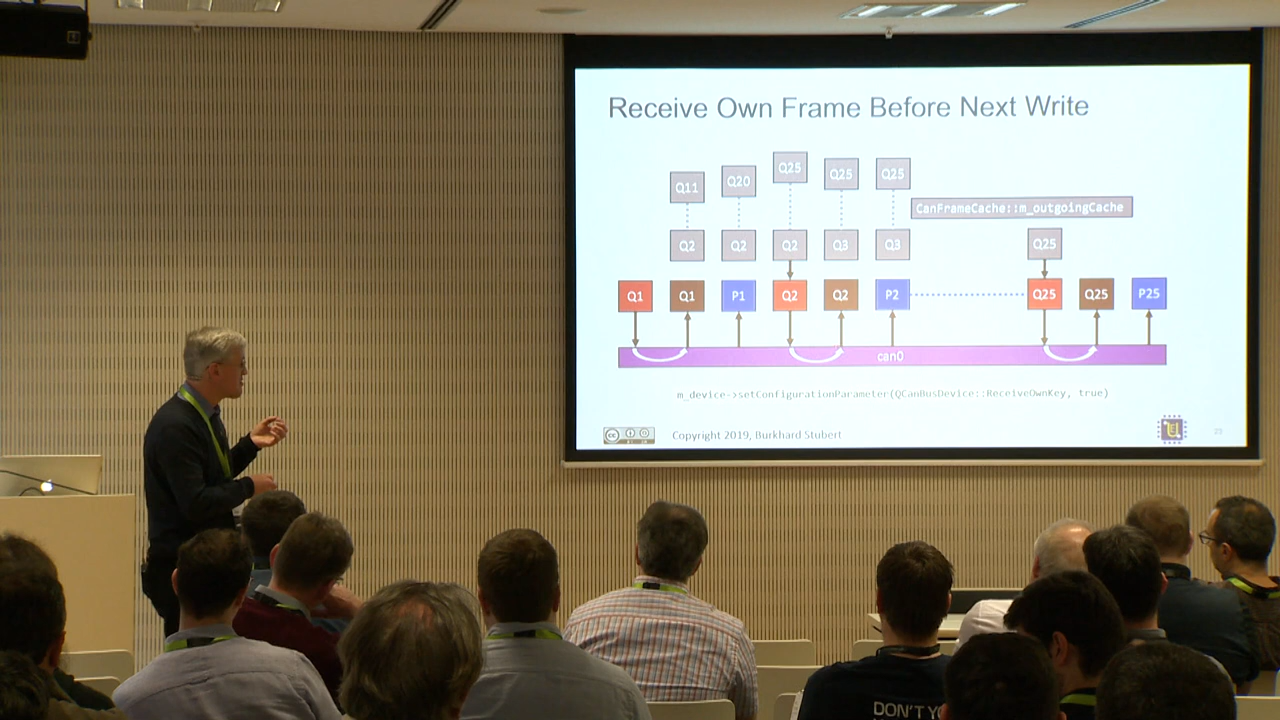 Receive Own Frame Before Next Write
Q11 Q20 Q25 Q25 Q25
CanFrameCache::m_outgoingCache
Q2 Q2 Q2 Q3 Q3 Q25
Q1 Q1 P1 Q2 Q2 P2 Q25 Q25 P25
can0
m_device->setConfigurationParameter(QCanBusDevice::ReceiveOwnKey, true)
Copyright 2019, Burkhard Stubert
23
DON'T